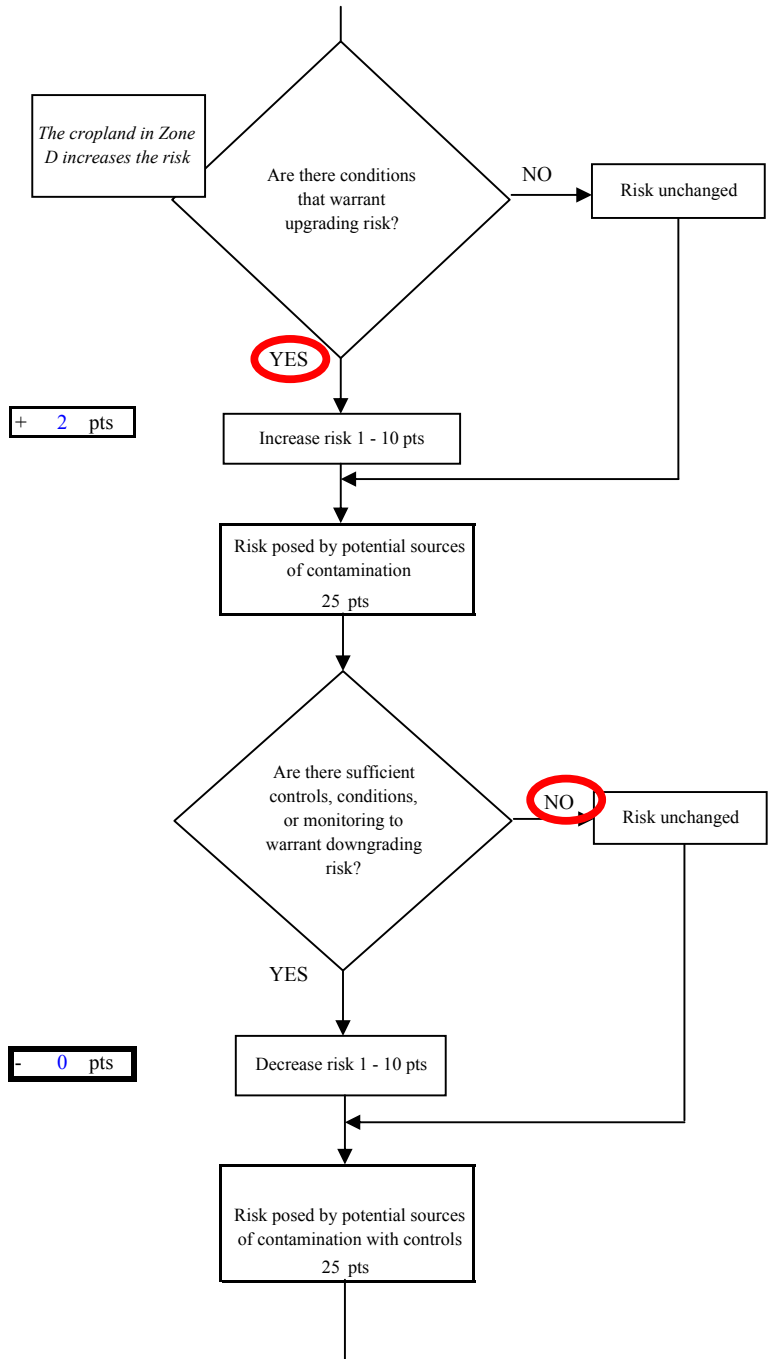 The cropland in Zone
D increases the risk
Are there conditions
that warrant
upgrading risk?
NO
Risk unchanged
YES
+ 2 pts
Increase risk 1 - 10 pts
Risk posed by potential sources
of contamination
25 pts
Are there sufficient
controls, conditions,
or monitoring to
warrant downgrading
risk?
NO
Risk unchanged
YES
- 0 pts
Decrease risk 1 - 10 pts
Risk posed by potential sources
of contamination with controls
25 pts